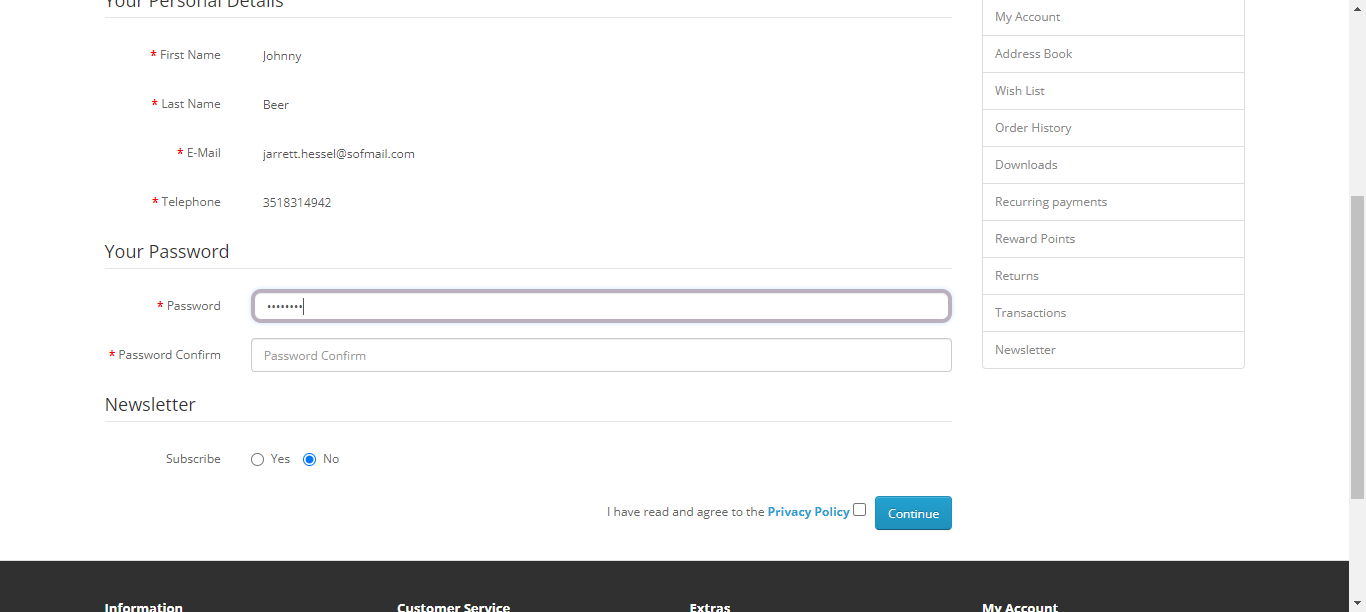 Your Personal Details
* First Name
Johnny
* Last Name
Beer
* E-Mail
jarrett.hessel@sofmail.com
* Telephone
3518314942
Your Password
* Password
••••••••
* Password Confirm
Password Confirm
Newsletter
Subscribe
Yes
No
I have read and agree to the Privacy Policy
Continue
My Account
Address Book
Wish List
Order History
Downloads
Recurring payments
Reward Points
Returns
Transactions
Newsletter
Information
Customer Service
Extras
My Account